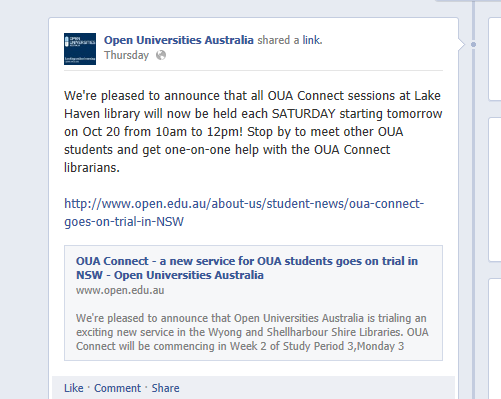 Open Universities Australia shared a link.
Thursday
We're pleased to announce that all OUA Connect sessions at Lake
Haven library will now be held each SATURDAY starting tomorrow
on Oct 20 from 10am to 12pm! Stop by to meet other OUA
students and get one-on-one help with the OUA Connect
librarians.
http://www.open.edu.au/about-us/student-news/oua-connect-
goes-on-trial-in-NSW
OUA Connect - a new service for OUA students goes on trial in
NSW - Open Universities Australia
www.open.edu.au
We're pleased to announce that Open Universities Australia is trialing an
exciting new service in the Wyong and Shellharbour Shire Libraries. OUA
Connect will be commencing in Week 2 of Study Period 3,Monday 3
Like · Comment · Share